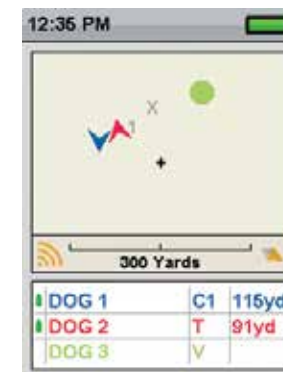 12:35 PM
X
1
300 Yards
DOG 1 C1 115yd
DOG 2 T 91yd
DOG 3 V